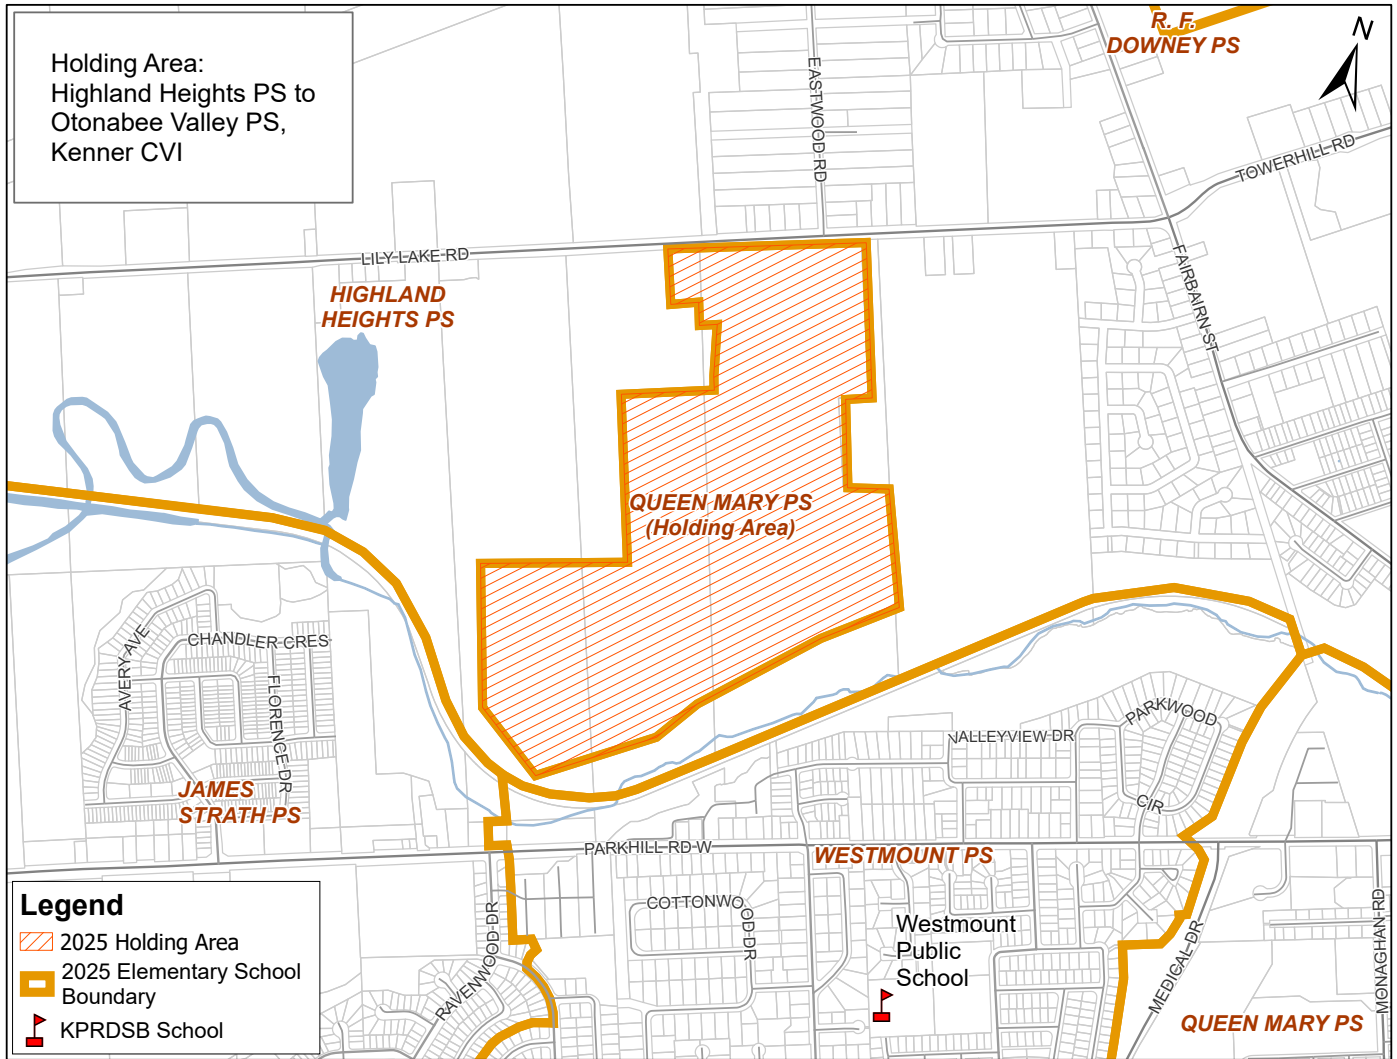 Holding Area:
Highland Heights PS to
Otonabee Valley PS,
Kenner CVI
R. F.
DOWNEY PS
N
EASTWOOD RD
TOWERHILL RD
LILY LAKE RD
FAIRBAIRN ST
HIGHLAND
HEIGHTS PS
QUEEN MARY PS
(Holding Area)
AVERY AVE
CHANDLER CRES
FLORENCE DR
PARKWOOD
CIR
VALLEYVIEW DR
JAMES
STRATH PS
PARKHILL RD W
WESTMOUNT PS
COTTONWOOD DR
RAVENWOOD DR
Westmount
Public
School
MEDICAL DR
MONAGHAN RD
QUEEN MARY PS
Legend
2025 Holding Area
2025 Elementary School
Boundary
KPRDSB School